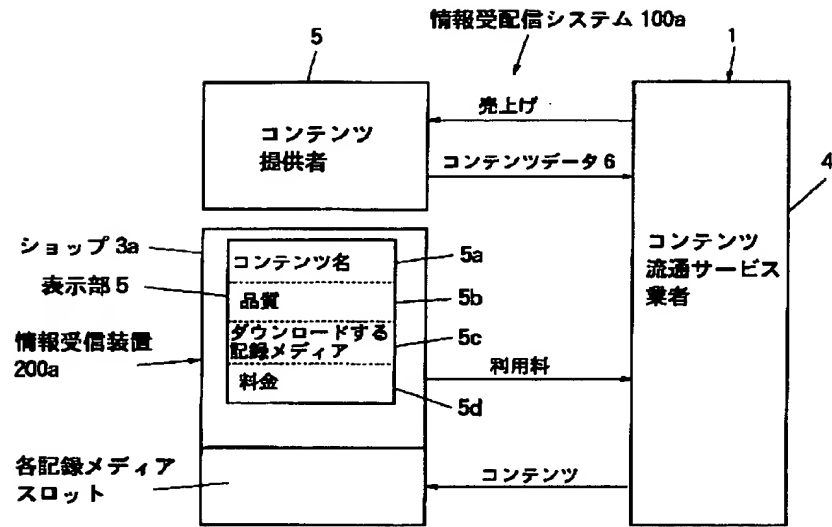 情報受配信システム 100a
5
1
売上げ
コンテンツ
提供者
コンテンツデータ 6
4
ショップ 3a
コンテンツ名
5a
コンテンツ
流通サービス
業者
表示部 5
品質
5b
ダウンロードする
記録メディア
5c
情報受信装置
200a
利用料
料金
5d
各記録メディア
スロット
コンテンツ